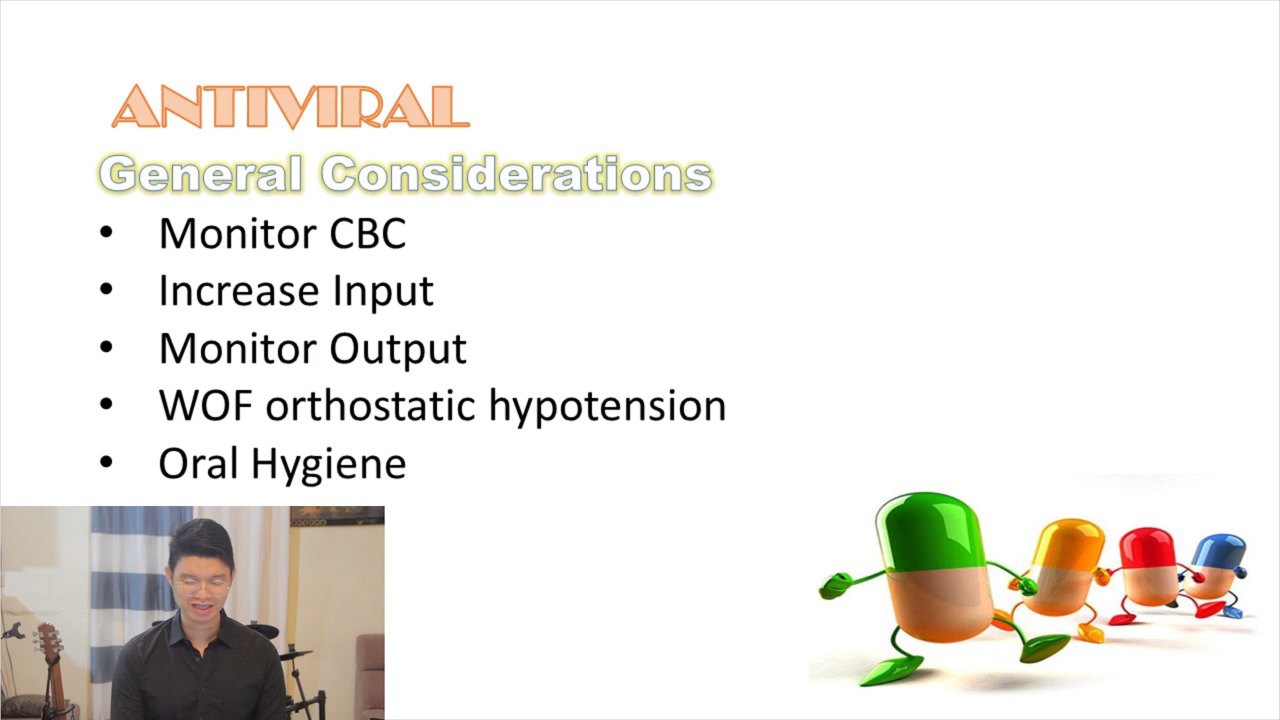 ANTIVIRAL
General Considerations
• Monitor CBC
• Increase Input
• Monitor Output
• WOF orthostatic hypotension
• Oral Hygiene